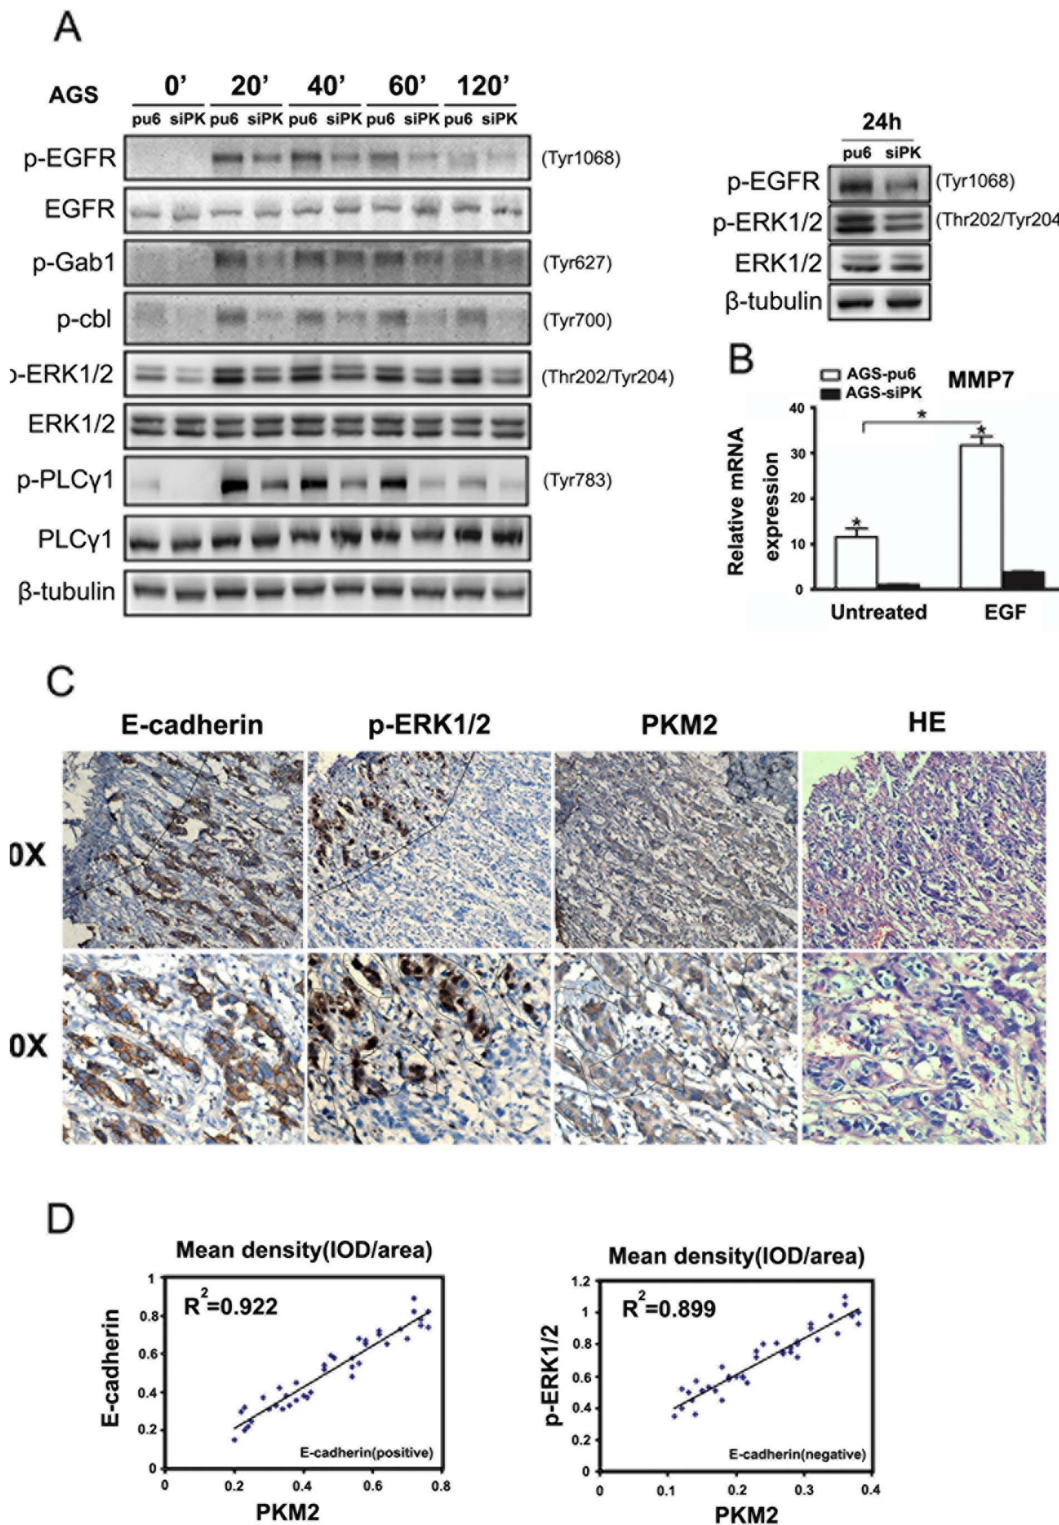 A
AGS 0’ 20’ 40’ 60’ 120’
pu6 siPK pu6 siPK pu6 siPK pu6 siPK pu6 siPK
p-EGFR (Tyr1068)
EGFR
p-Gab1 (Tyr627)
p-cbl (Tyr700)
p-ERK1/2 (Thr202/Tyr204)
ERK1/2
p-PLCγ1 (Tyr783)
PLCγ1
β-tubulin
24h
pu6 siPK
p-EGFR (Tyr1068)
p-ERK1/2 (Thr202/Tyr204
ERK1/2
β-tubulin
B
AGS-pu6
AGS-siPK
MMP7
Relative mRNA
expression
40
30
20
10
0
*
*
*
Untreated EGF
C
E-cadherin p-ERK1/2 PKM2 HE
0X
0X
D
Mean density(IOD/area)
R²=0.922
E-cadherin
1
0.8
0.6
0.4
0.2
0
E-cadherin(positive)
0 0.2 0.4 0.6 0.8
PKM2
Mean density(IOD/area)
R²=0.899
p-ERK1/2
1.2
1
0.8
0.6
0.4
0.2
0
E-cadherin(negative)
0 0.1 0.2 0.3 0.4
PKM2